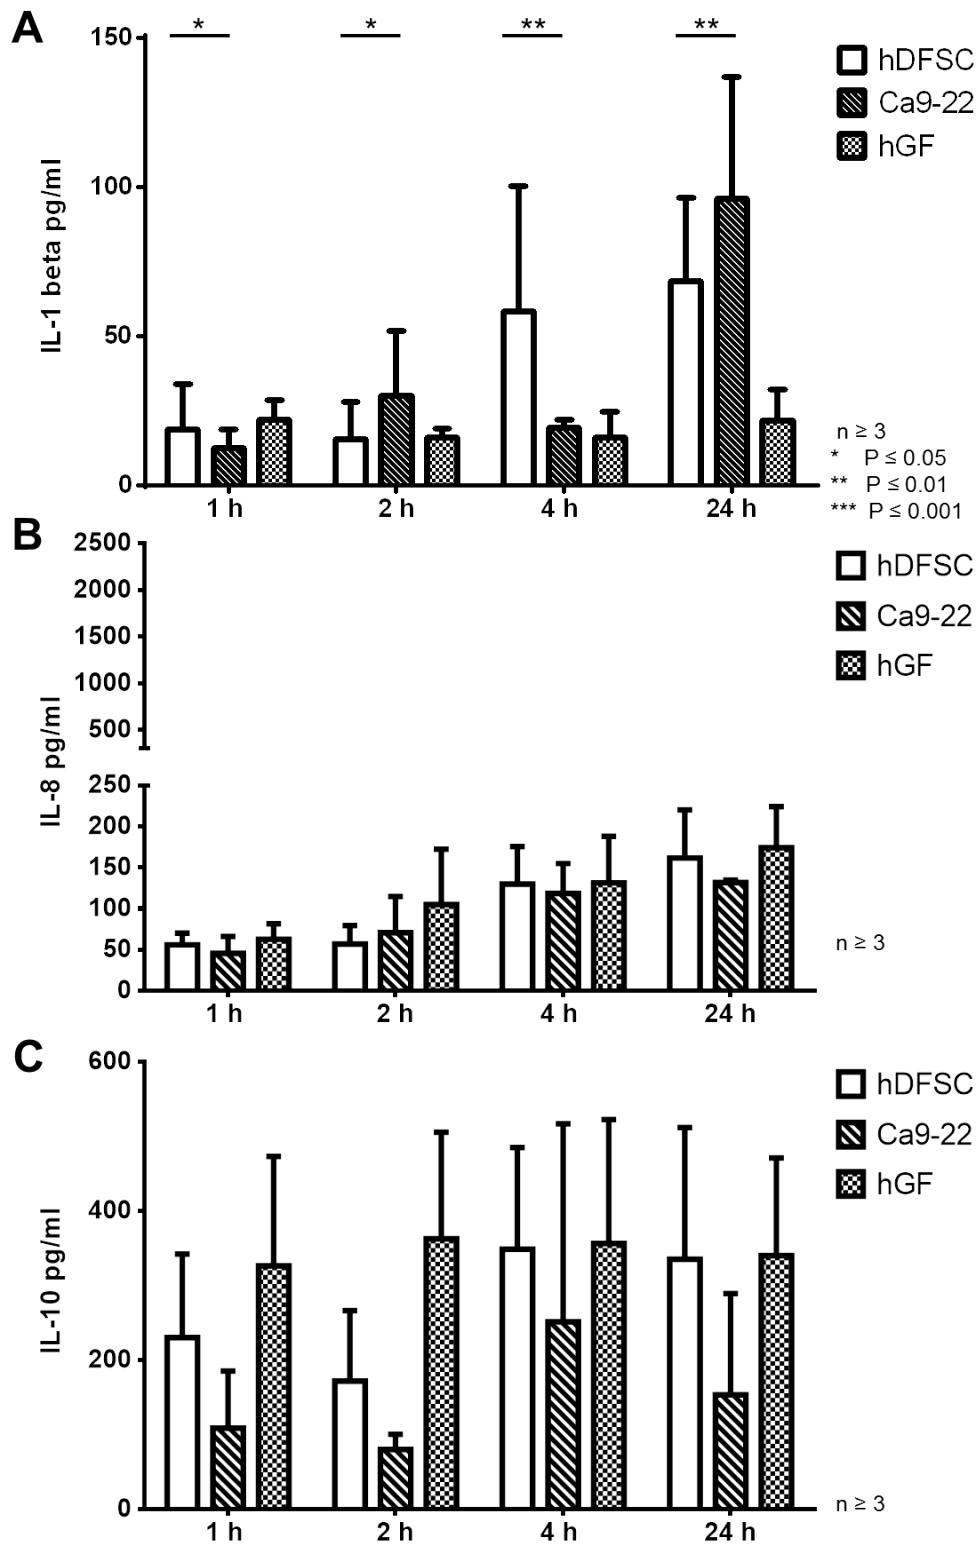 A
* * ** **
150
100
50
0
IL-1 beta pg/ml
1 h 2 h 4 h 24 h
hDFSC
Ca9-22
hGF
n ≥ 3
* P ≤ 0.05
** P ≤ 0.01
*** P ≤ 0.001
B
2500
2000
1500
1000
500
250
200
150
100
50
0
IL-8 pg/ml
1 h 2 h 4 h 24 h
hDFSC
Ca9-22
hGF
n ≥ 3
C
600
400
200
0
IL-10 pg/ml
1 h 2 h 4 h 24 h
hDFSC
Ca9-22
hGF
n ≥ 3